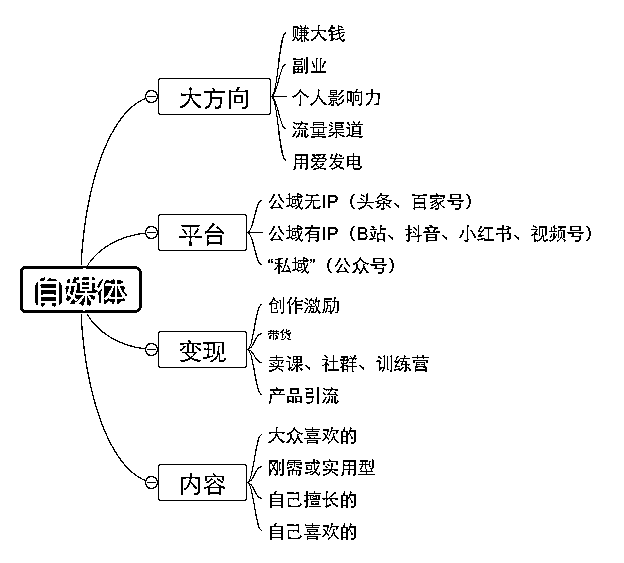 自媒体
大方向
赚大钱
副业
个人影响力
流量渠道
用爱发电
平台
公域无IP（头条、百家号）
公域有IP（B站、抖音、小红书、视频号）
“私域”（公众号）
变现
创作激励
带货
卖课、社群、训练营
产品引流
内容
大众喜欢的
刚需或实用型
自己擅长的
自己喜欢的